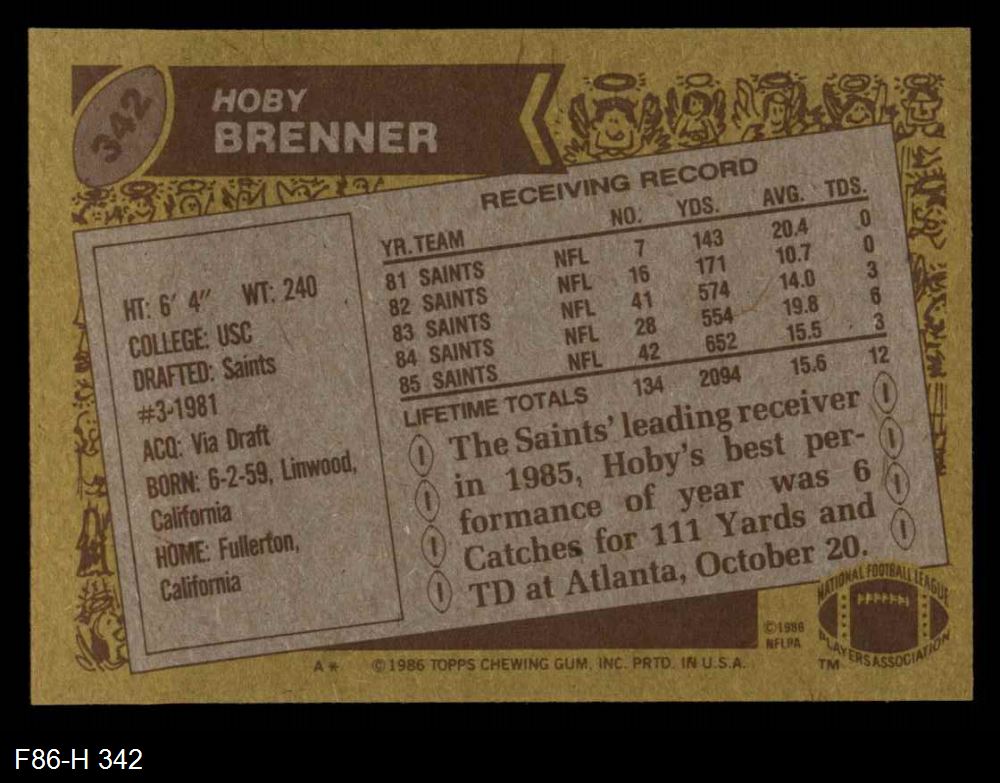 342
HOBY
BRENNER
RECEIVING RECORD
YR. TEAM NO. YDS. AVG. TDS.
81 SAINTS NFL 7 143 20.4 0
82 SAINTS NFL 16 171 10.7 0
83 SAINTS NFL 41 574 14.0 3
84 SAINTS NFL 28 554 19.8 6
85 SAINTS NFL 42 652 15.5 3
LIFETIME TOTALS 134 2094 15.6 12
HT: 6' 4" WT: 240
COLLEGE: USC
DRAFTED: Saints
#3-1981
ACQ: Via Draft
BORN: 6-2-59, Linwood,
California
HOME: Fullerton,
California
The Saints' leading receiver
in 1985, Hoby's best per-
formance of year was 6
Catches for 111 Yards and
TD at Atlanta, October 20.
NATIONAL FOOTBALL LEAGUE
PLAYERS ASSOCIATION
TM
©1986
NFLPA
A* ©1986 TOPPS CHEWING GUM, INC. PRTD. IN U.S.A.
F86-H 342